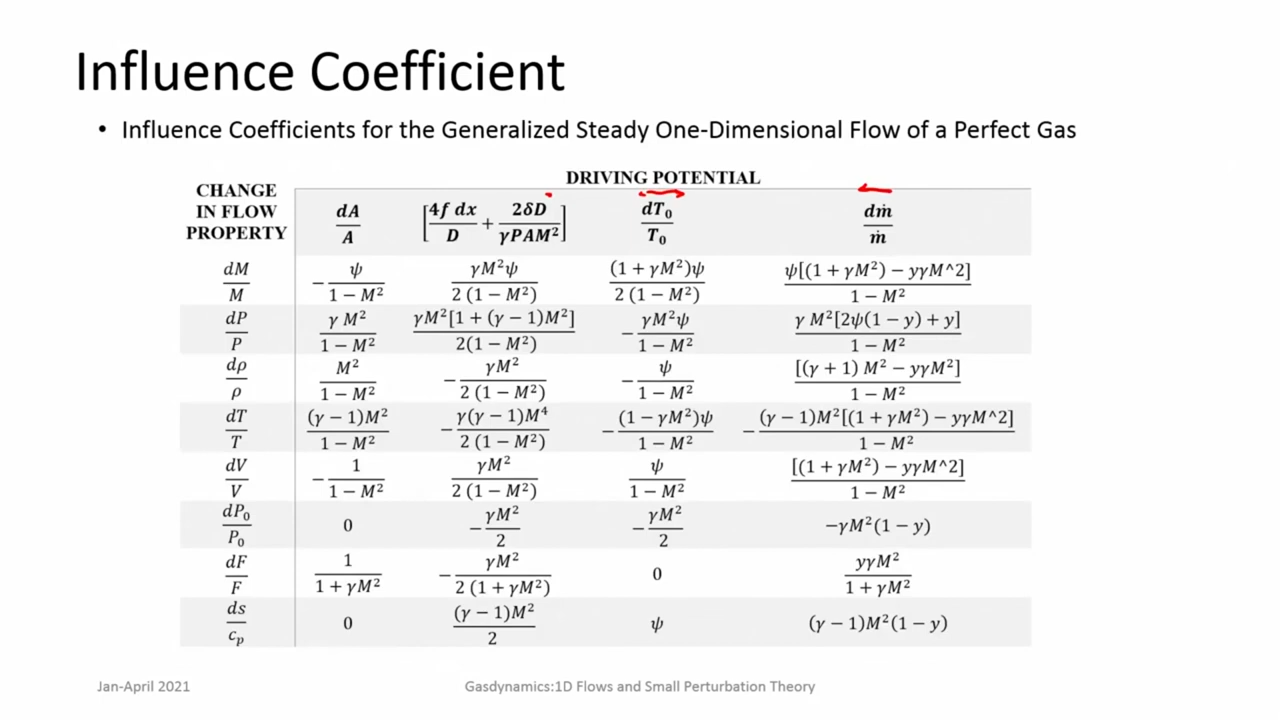 Influence Coefficient
• Influence Coefficients for the Generalized Steady One-Dimensional Flow of a Perfect Gas
DRIVING POTENTIAL
CHANGE IN FLOW PROPERTY | dA/A | [4f dx/D + 2δD/γPAM²] | dT₀/T₀ | dṁ/ṁ
dM/M | −ψ/(1 − M²) | γM²ψ/(2 (1 − M²)) | (1 + γM²)ψ/(2 (1 − M²)) | ψ[(1 + γM²) − yγM^2]/(1 − M²)
dP/P | γ M²/(1 − M²) | γM²[1 + (γ − 1)M²]/(2(1 − M²)) | −γM²ψ/(1 − M²) | γ M²[2ψ(1 − y) + y]/(1 − M²)
dρ/ρ | M²/(1 − M²) | −γM²/(2 (1 − M²)) | −ψ/(1 − M²) | [(γ + 1) M² − yγM²]/(1 − M²)
dT/T | (γ − 1)M²/(1 − M²) | −γ(γ − 1)M⁴/(2 (1 − M²)) | −(1 − γM²)ψ/(1 − M²) | −(γ − 1)M²[(1 + γM²) − yγM^2]/(1 − M²)
dV/V | −1/(1 − M²) | γM²/(2 (1 − M²)) | ψ/(1 − M²) | [(1 + γM²) − yγM^2]/(1 − M²)
dP₀/P₀ | 0 | −γM²/2 | −γM²/2 | −γM²(1 − y)
dF/F | 1/(1 + γM²) | −γM²/(2 (1 + γM²)) | 0 | yγM²/(1 + γM²)
ds/cₚ | 0 | (γ − 1)M²/2 | ψ | (γ − 1)M²(1 − y)
Jan-April 2021
Gasdynamics:1D Flows and Small Perturbation Theory